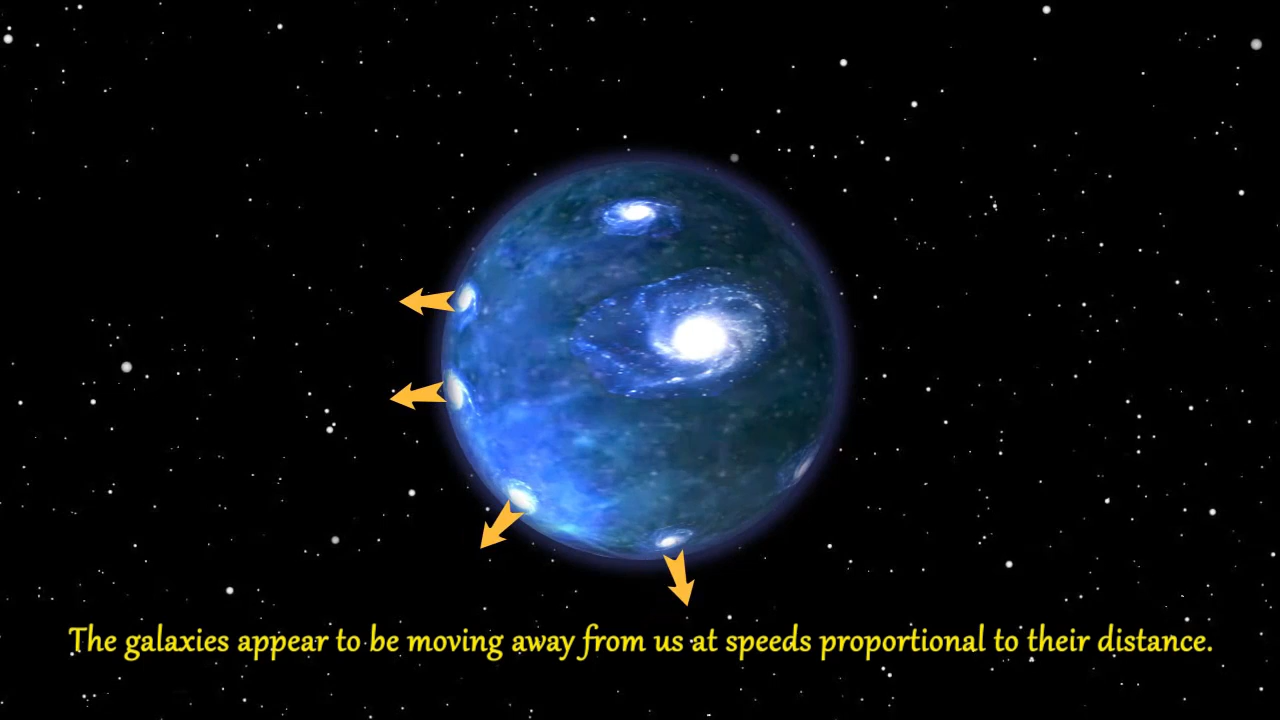 The galaxies appear to be moving away from us at speeds proportional to their distance.